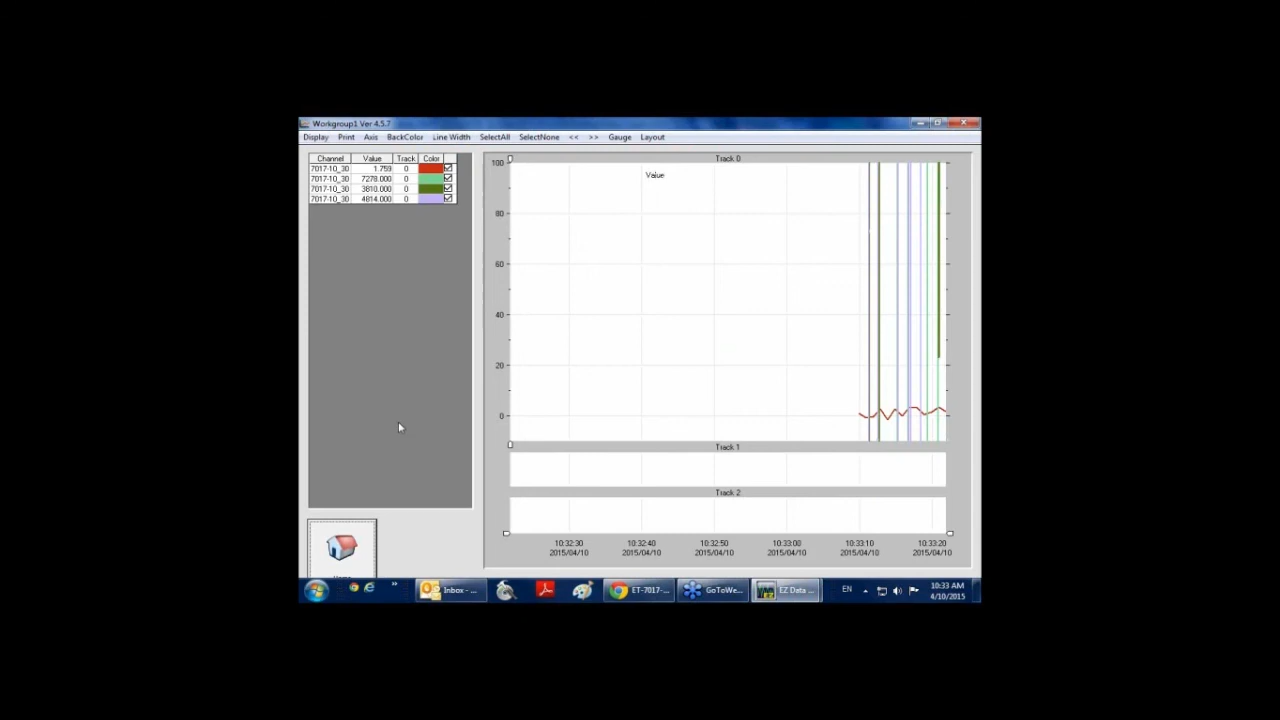 Workgroup1 Ver 4.5.7
Display Print Axis BackColor Line Width SelectAll SelectNone << >> Gauge Layout
Channel Value Track Color
7017-10_30 1.759 0
7017-10_30 7278.000 0
7017-10_30 3810.000 0
7017-10_30 4814.000 0
Track 0
Value
100
80
60
40
20
0
Track 1
Track 2
10:32:30 10:32:40 10:32:50 10:33:00 10:33:10 10:33:20
2015/04/10 2015/04/10 2015/04/10 2015/04/10 2015/04/10 2015/04/10
Inbox - ... ET-7017-... GoToWe... EZ Data ... EN 10:33 AM
4/10/2015